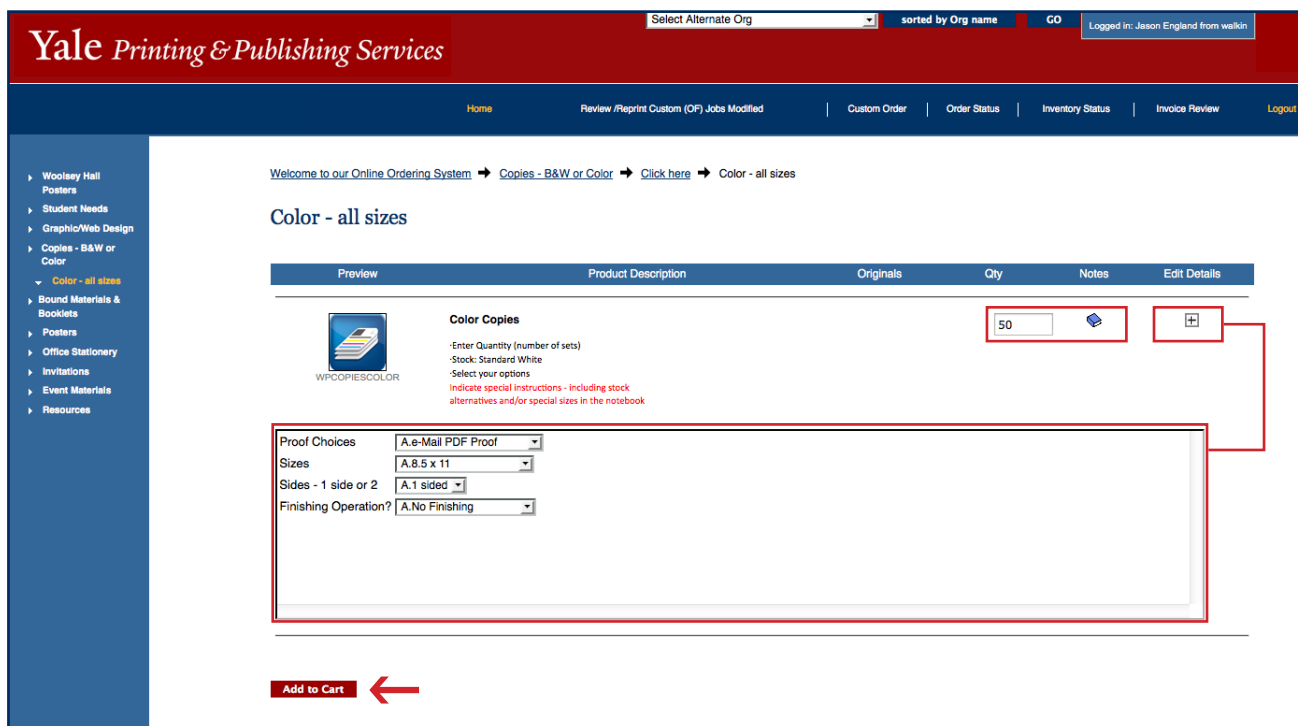 Select Alternate Org
sorted by Org name
GO
Logged in: Jason England from walkin
Yale Printing & Publishing Services
Home
Review /Reprint Custom (OF) Jobs Modified
Custom Order
Order Status
Inventory Status
Invoice Review
Logout
Woolsey Hall
Posters
Student Needs
Graphic/Web Design
Copies - B&W or
Color
Color - all sizes
Bound Materials &
Booklets
Posters
Office Stationery
Invitations
Event Materials
Resources
Welcome to our Online Ordering System ➔ Copies - B&W or Color ➔ Click here ➔ Color - all sizes
Color - all sizes
Preview Product Description Originals Qty Notes Edit Details
WPCOPIESCOLOR
Color Copies
·Enter Quantity (number of sets)
·Stock: Standard White
·Select your options
Indicate special instructions - including stock
alternatives and/or special sizes in the notebook
50
Proof Choices A.e-Mail PDF Proof
Sizes A.8.5 x 11
Sides - 1 side or 2 A.1 sided
Finishing Operation? A.No Finishing
Add to Cart